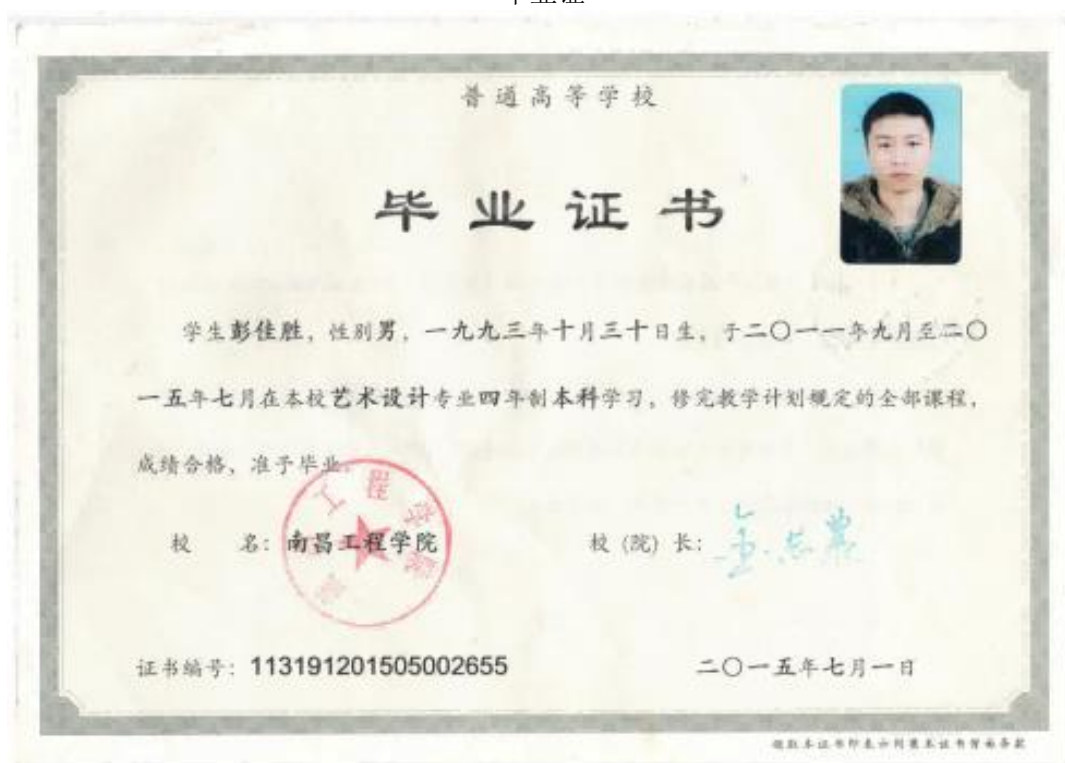 毕业证
普通高等学校
毕业证书
学生彭佳胜，性别男，一九九三年十月三十日生，于二〇一一年九月至二〇
一五年七月在本校艺术设计专业四年制本科学习，修完教学计划规定的全部课程，
成绩合格，准予毕业。
校 名：南昌工程学院
校（院）长：
证书编号：113191201505002655
二〇一五年七月一日